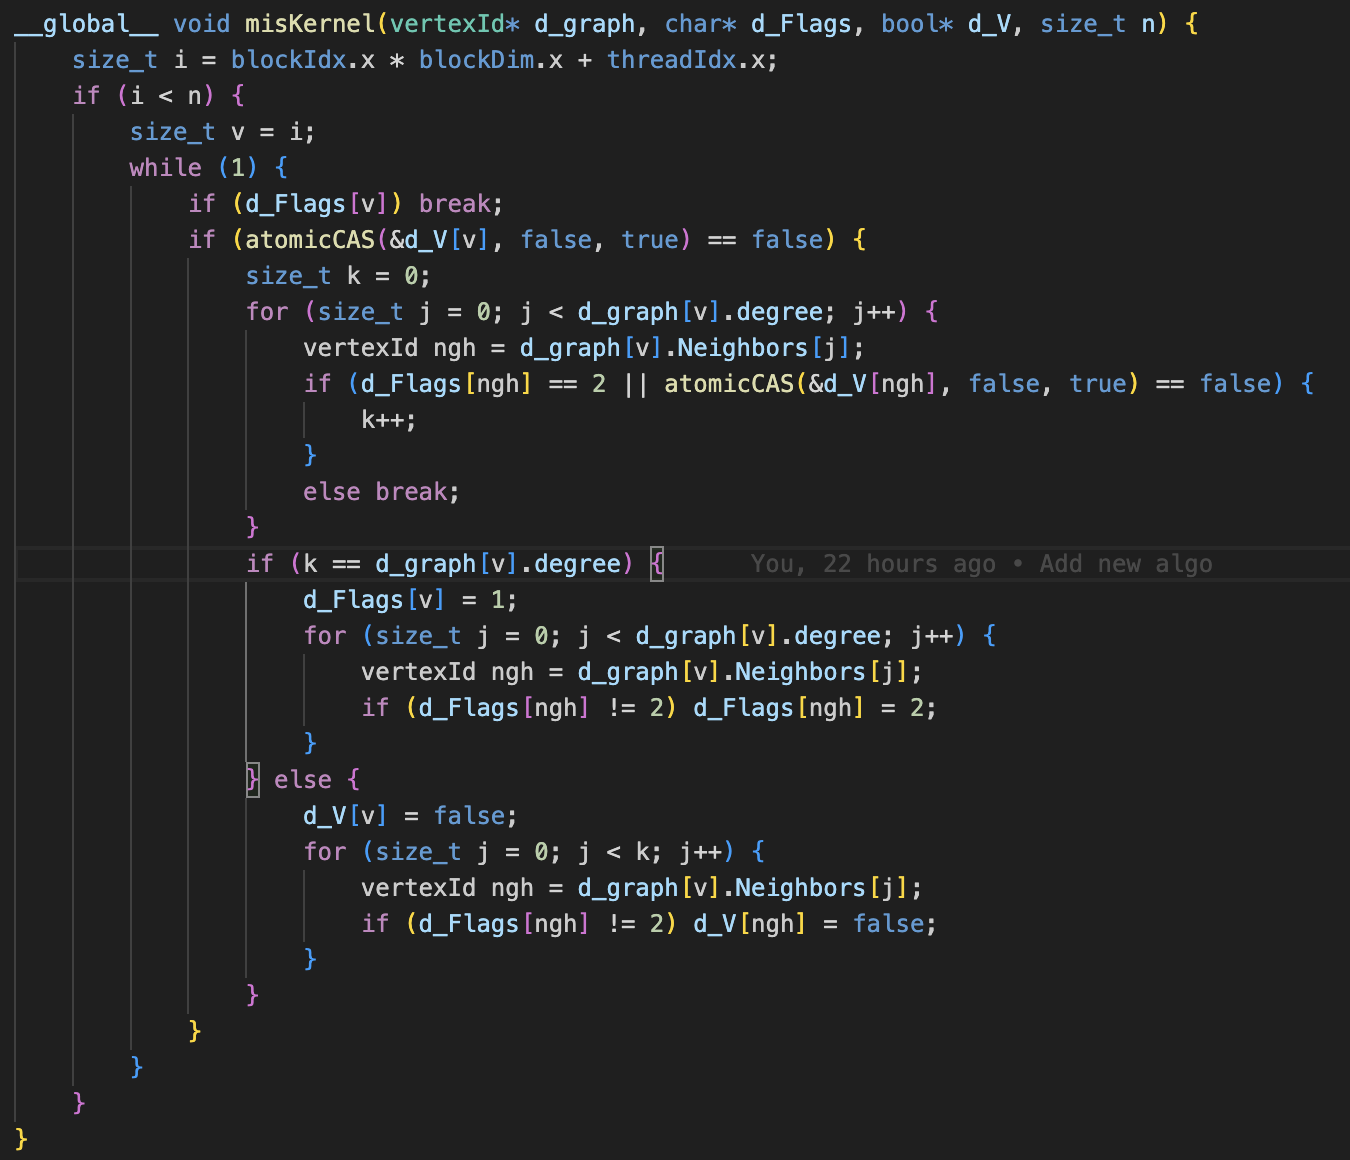 __global__ void misKernel(vertexId* d_graph, char* d_Flags, bool* d_V, size_t n) {
    size_t i = blockIdx.x * blockDim.x + threadIdx.x;
    if (i < n) {
        size_t v = i;
        while (1) {
            if (d_Flags[v]) break;
            if (atomicCAS(&d_V[v], false, true) == false) {
                size_t k = 0;
                for (size_t j = 0; j < d_graph[v].degree; j++) {
                    vertexId ngh = d_graph[v].Neighbors[j];
                    if (d_Flags[ngh] == 2 || atomicCAS(&d_V[ngh], false, true) == false) {
                        k++;
                    }
                    else break;
                }
                if (k == d_graph[v].degree) { You, 22 hours ago • Add new algo
                    d_Flags[v] = 1;
                    for (size_t j = 0; j < d_graph[v].degree; j++) {
                        vertexId ngh = d_graph[v].Neighbors[j];
                        if (d_Flags[ngh] != 2) d_Flags[ngh] = 2;
                    }
                } else {
                    d_V[v] = false;
                    for (size_t j = 0; j < k; j++) {
                        vertexId ngh = d_graph[v].Neighbors[j];
                        if (d_Flags[ngh] != 2) d_V[ngh] = false;
                    }
                }
            }
        }
    }
}